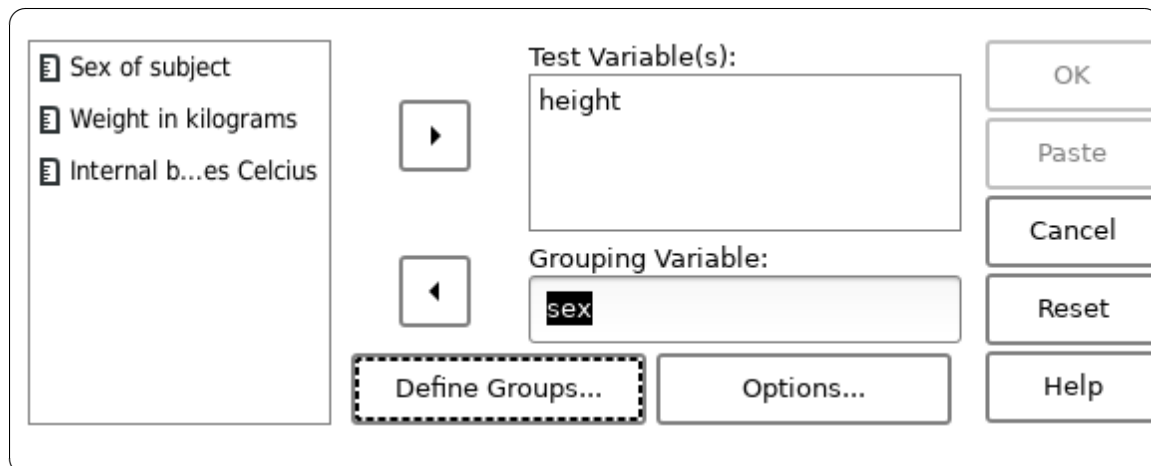 Sex of subject
Weight in kilograms
Internal b...es Celcius
Test Variable(s):
height
Grouping Variable:
sex
Define Groups...
Options...
OK
Paste
Cancel
Reset
Help